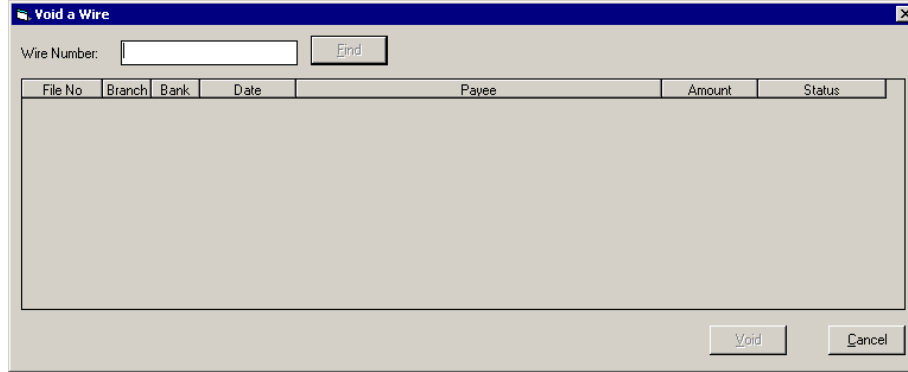 Void a Wire
Wire Number: Find
File No Branch Bank Date Payee Amount Status
Void Cancel